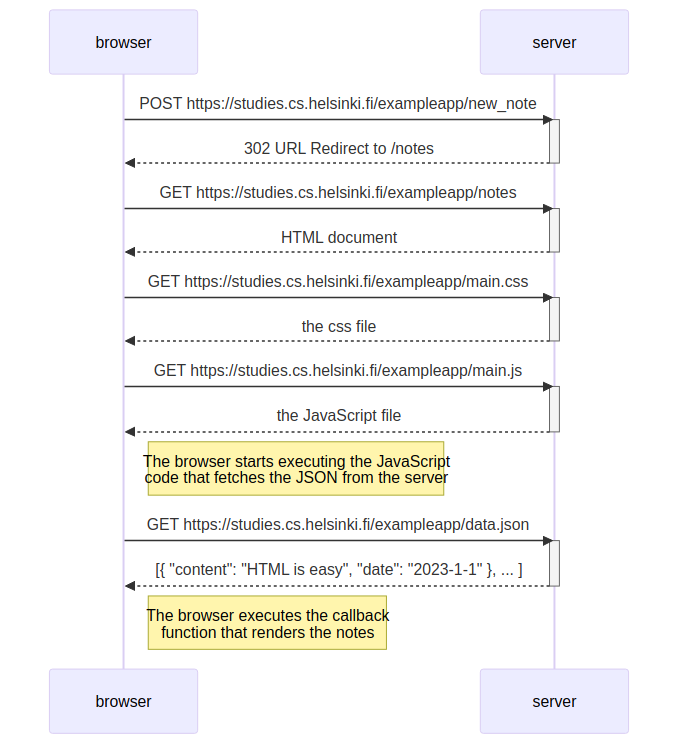 browser
server
POST https://studies.cs.helsinki.fi/exampleapp/new_note
302 URL Redirect to /notes
GET https://studies.cs.helsinki.fi/exampleapp/notes
HTML document
GET https://studies.cs.helsinki.fi/exampleapp/main.css
the css file
GET https://studies.cs.helsinki.fi/exampleapp/main.js
the JavaScript file
The browser starts executing the JavaScript
code that fetches the JSON from the server
GET https://studies.cs.helsinki.fi/exampleapp/data.json
[{ "content": "HTML is easy", "date": "2023-1-1" }, ... ]
The browser executes the callback
function that renders the notes
browser
server